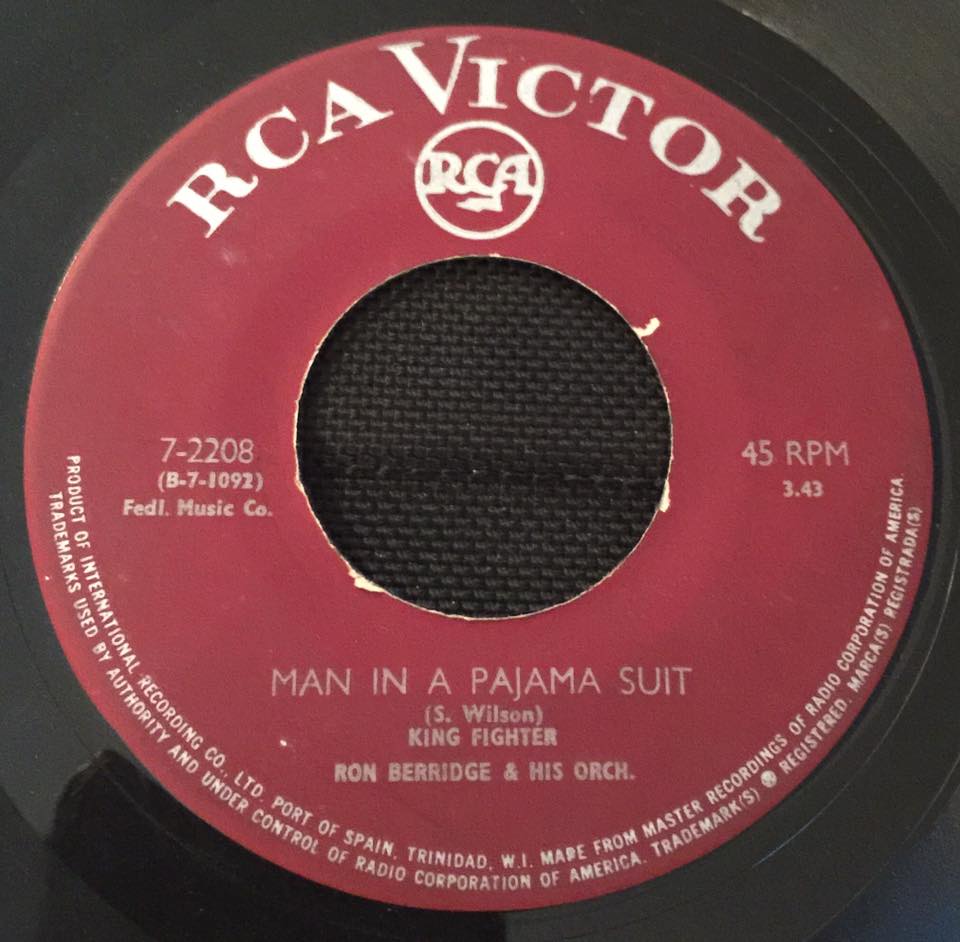 RCA VICTOR
RCA
7-2208
(B-7-1092)
Fedl. Music Co.
45 RPM
3.43
MAN IN A PAJAMA SUIT
(S. Wilson)
KING FIGHTER
RON BERRIDGE & HIS ORCH.
PRODUCT OF INTERNATIONAL RECORDING CO., LTD. PORT OF SPAIN, TRINIDAD, W.I. MADE FROM MASTER RECORDINGS OF RADIO CORPORATION OF AMERICA.
TRADEMARKS USED BY AUTHORITY AND UNDER CONTROL OF RADIO CORPORATION OF AMERICA, TRADEMARK(S) ® REGISTERED. MARCA(S) REGISTRADA(S)